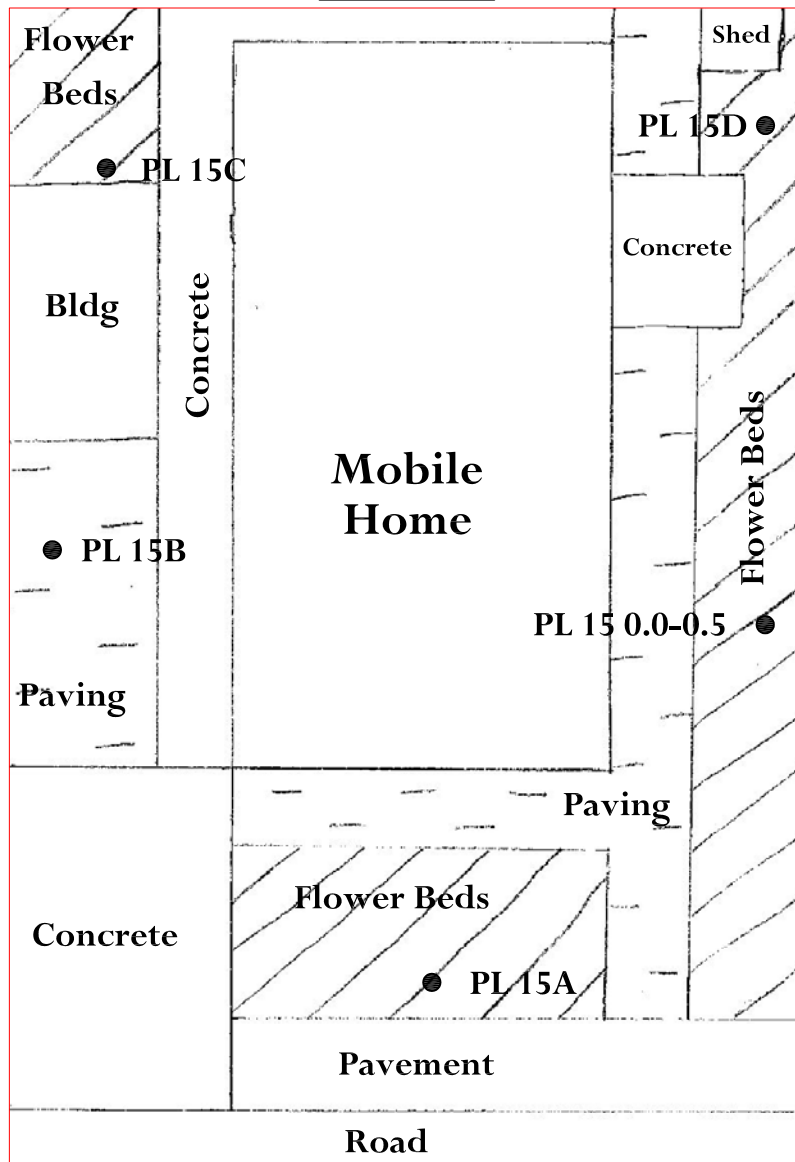 Flower
Beds
Shed
PL 15D
PL 15C
Concrete
Bldg
Concrete
Flower Beds
Mobile
Home
PL 15B
PL 15 0.0-0.5
Paving
Paving
Flower Beds
Concrete
PL 15A
Pavement
Road